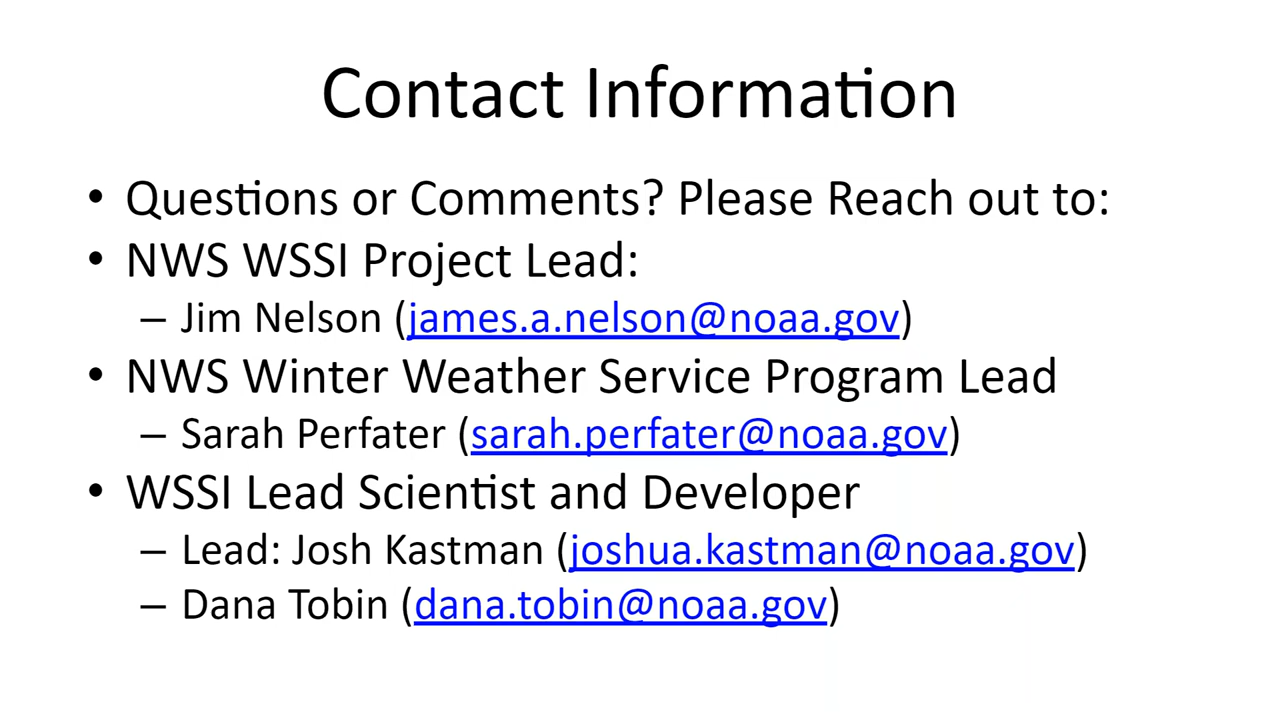 Contact Information
• Questions or Comments? Please Reach out to:
• NWS WSSI Project Lead:
– Jim Nelson (james.a.nelson@noaa.gov)
• NWS Winter Weather Service Program Lead
– Sarah Perfater (sarah.perfater@noaa.gov)
• WSSI Lead Scientist and Developer
– Lead: Josh Kastman (joshua.kastman@noaa.gov)
– Dana Tobin (dana.tobin@noaa.gov)